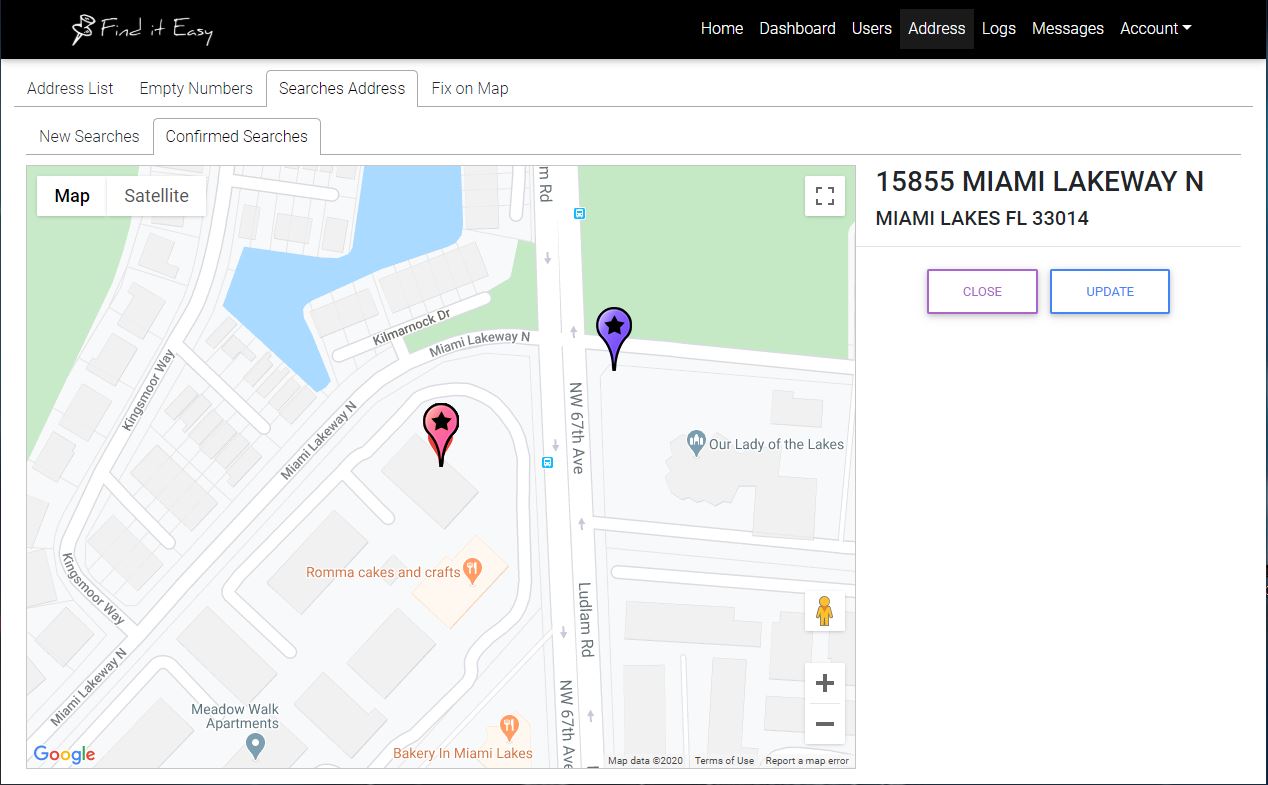 Find it Easy
Home Dashboard Users Address Logs Messages Account
Address List Empty Numbers Searches Address Fix on Map
New Searches Confirmed Searches
Map Satellite
15855 MIAMI LAKEWAY N
MIAMI LAKES FL 33014
CLOSE UPDATE
m Rd
Kilmarnock Dr
Miami Lakeway N
Kingsmoor Way
Miami Lakeway N
NW 67th Ave
Our Lady of the Lakes
Romma cakes and crafts
Kingsmoor Way
Ludlam Rd
Miami Lakeway N
NW 67th Ave
Meadow Walk
Apartments
Bakery In Miami Lakes
Google
Map data ©2020 Terms of Use Report a map error